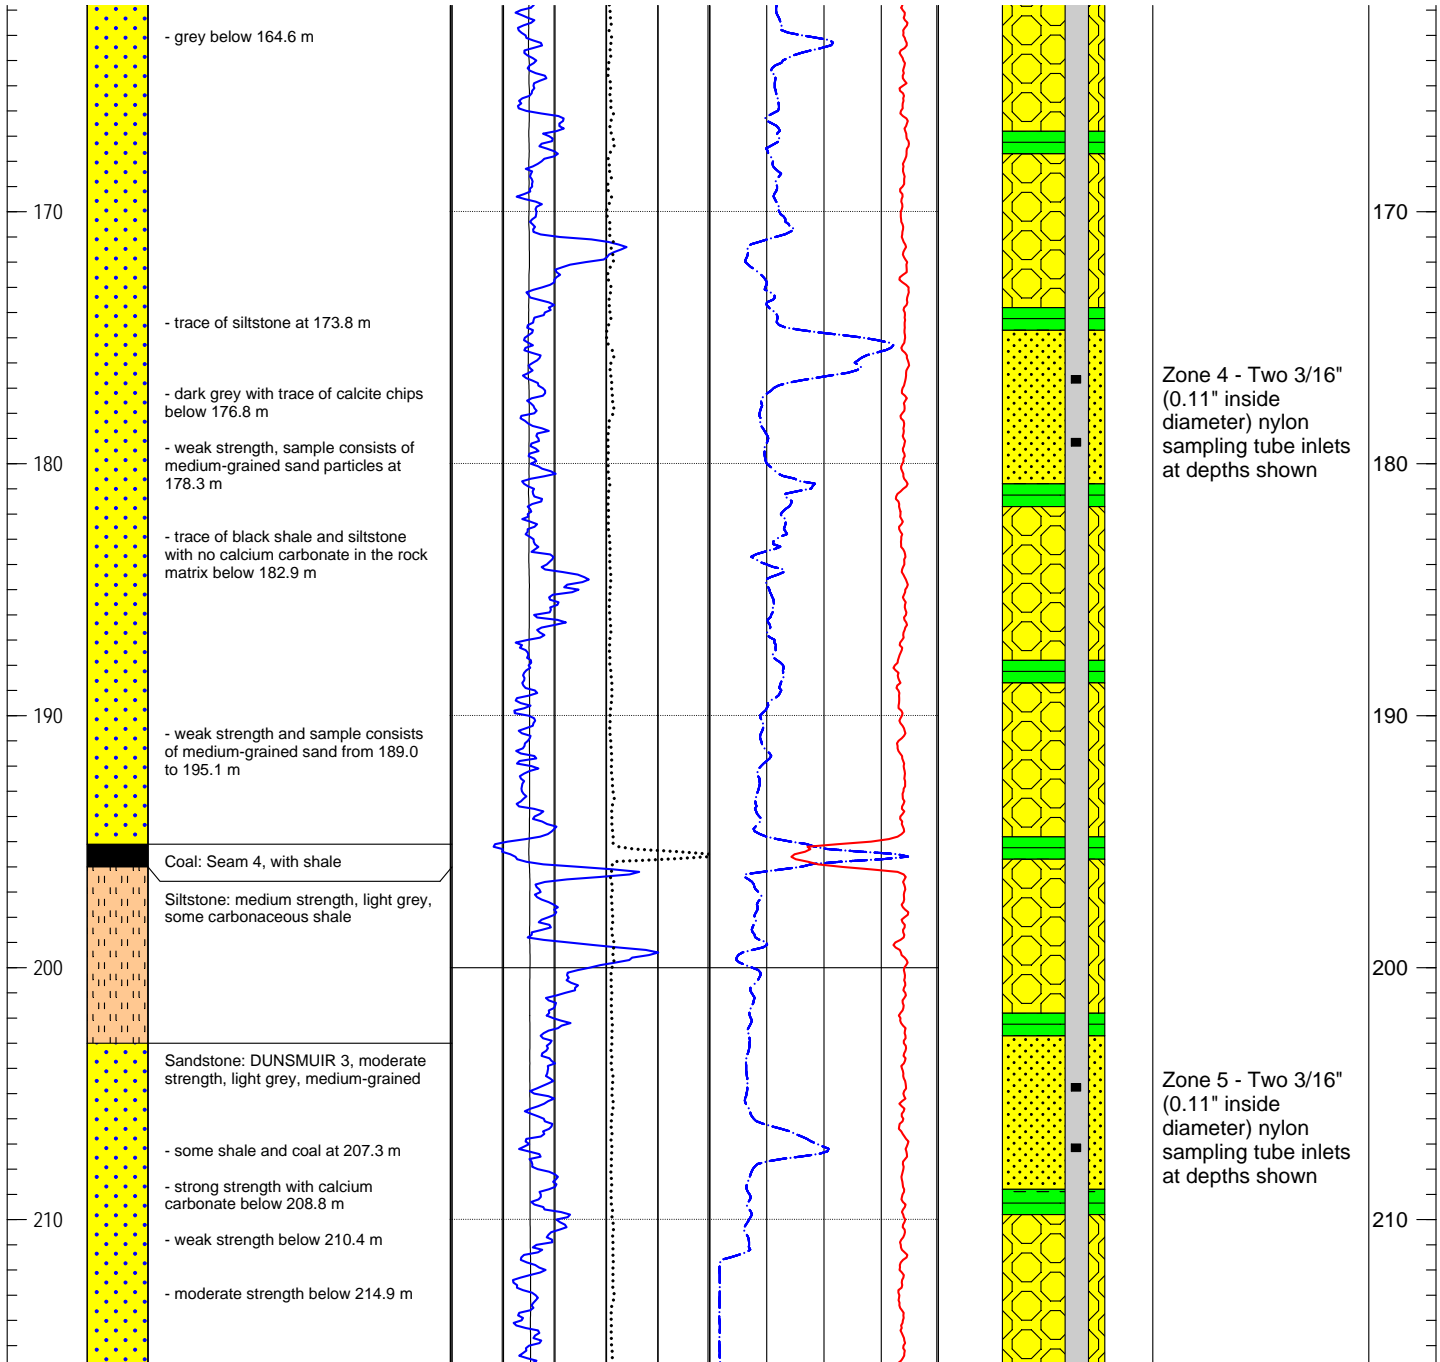 - grey below 164.6 m
170
170
- trace of siltstone at 173.8 m
- dark grey with trace of calcite chips
below 176.8 m
- weak strength, sample consists of
medium-grained sand particles at
178.3 m
Zone 4 - Two 3/16"
(0.11" inside
diameter) nylon
sampling tube inlets
at depths shown
180
180
- trace of black shale and siltstone
with no calcium carbonate in the rock
matrix below 182.9 m
190
190
- weak strength and sample consists
of medium-grained sand from 189.0
to 195.1 m
Coal: Seam 4, with shale
Siltstone: medium strength, light grey,
some carbonaceous shale
200
200
Sandstone: DUNSMUIR 3, moderate
strength, light grey, medium-grained
Zone 5 - Two 3/16"
(0.11" inside
diameter) nylon
sampling tube inlets
at depths shown
- some shale and coal at 207.3 m
- strong strength with calcium
carbonate below 208.8 m
210
210
- weak strength below 210.4 m
- moderate strength below 214.9 m